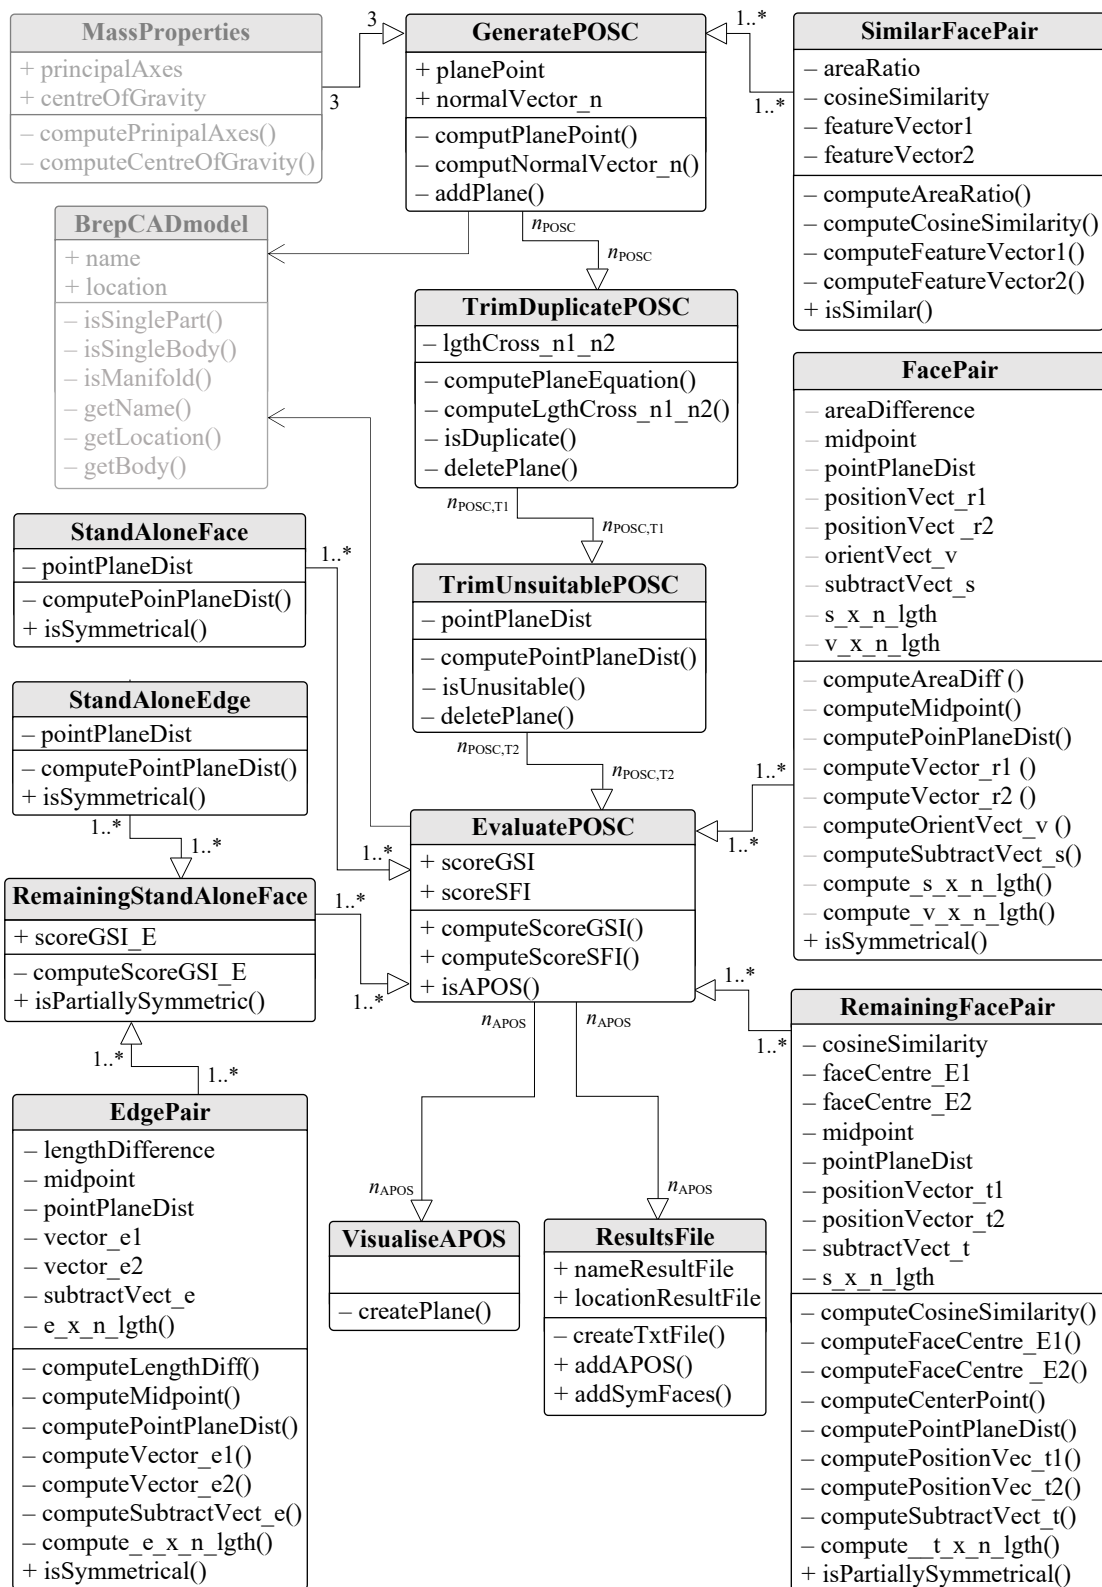 MassProperties
+ principalAxes
+ centreOfGravity
– computePrinipalAxes()
– computeCentreOfGravity()
3
3
GeneratePOSC
+ planePoint
+ normalVector_n
– computPlanePoint()
– computNormalVector_n()
– addPlane()
1..*
1..*
SimilarFacePair
– areaRatio
– cosineSimilarity
– featureVector1
– featureVector2
– computeAreaRatio()
– computeCosineSimilarity()
– computeFeatureVector1()
– computeFeatureVector2()
+ isSimilar()
BrepCADmodel
+ name
+ location
– isSinglePart()
– isSingleBody()
– isManifold()
– getName()
– getLocation()
– getBody()
nPOSC
nPOSC
TrimDuplicatePOSC
– lgthCross_n1_n2
– computePlaneEquation()
– computeLgthCross_n1_n2()
– isDuplicate()
– deletePlane()
nPOSC,T1
nPOSC,T1
FacePair
– areaDifference
– midpoint
– pointPlaneDist
– positionVect_r1
– positionVect _r2
– orientVect_v
– subtractVect_s
– s_x_n_lgth
– v_x_n_lgth
– computeAreaDiff ()
– computeMidpoint()
– computePoinPlaneDist()
– computeVector_r1 ()
– computeVector_r2 ()
– computeOrientVect_v ()
– computeSubtractVect_s()
– compute_s_x_n_lgth()
– compute_v_x_n_lgth()
+ isSymmetrical()
StandAloneFace
– pointPlaneDist
– computePoinPlaneDist()
+ isSymmetrical()
1..*
TrimUnsuitablePOSC
– pointPlaneDist
– computePointPlaneDist()
– isUnusitable()
– deletePlane()
nPOSC,T2
nPOSC,T2
StandAloneEdge
– pointPlaneDist
– computePointPlaneDist()
+ isSymmetrical()
1..*
1..*
1..*
1..*
1..*
EvaluatePOSC
+ scoreGSI
+ scoreSFI
+ computeScoreGSI()
+ computeScoreSFI()
+ isAPOS()
RemainingStandAloneFace
+ scoreGSI_E
– computeScoreGSI_E
+ isPartiallySymmetric()
1..*
1..*
1..*
1..*
nAPOS
nAPOS
1..*
1..*
RemainingFacePair
– cosineSimilarity
– faceCentre_E1
– faceCentre_E2
– midpoint
– pointPlaneDist
– positionVector_t1
– positionVector_t2
– subtractVect_t
– s_x_n_lgth
– computeCosineSimilarity()
– computeFaceCentre_E1()
– computeFaceCentre _E2()
– computeCenterPoint()
– computePointPlaneDist()
– computePositionVec_t1()
– computePositionVec_t2()
– computeSubtractVect_t()
– compute__t_x_n_lgth()
+ isPartiallySymmetrical()
EdgePair
– lengthDifference
– midpoint
– pointPlaneDist
– vector_e1
– vector_e2
– subtractVect_e
– e_x_n_lgth()
– computeLengthDiff()
– computeMidpoint()
– computePointPlaneDist()
– computeVector_e1()
– computeVector_e2()
– computeSubtractVect_e()
– compute_e_x_n_lgth()
+ isSymmetrical()
nAPOS
nAPOS
VisualiseAPOS
– createPlane()
ResultsFile
+ nameResultFile
+ locationResultFile
– createTxtFile()
+ addAPOS()
+ addSymFaces()